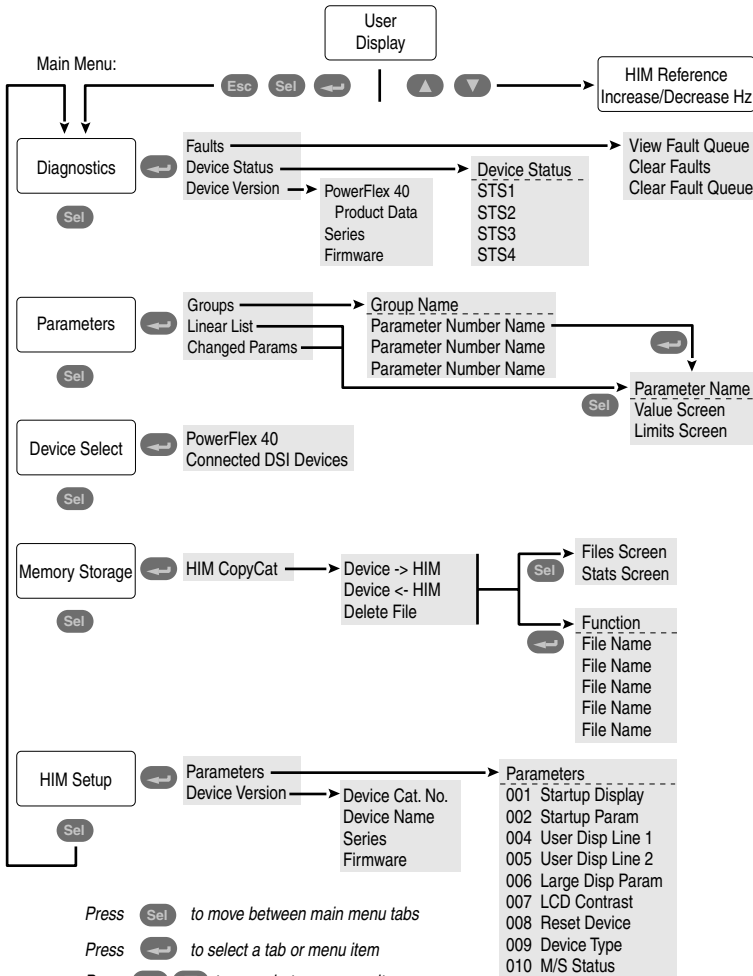 User
Display
Main Menu:
Esc Sel
HIM Reference
Increase/Decrease Hz
Diagnostics
Sel
Faults
Device Status
Device Version
PowerFlex 40
Product Data
Series
Firmware
Device Status
STS1
STS2
STS3
STS4
View Fault Queue
Clear Faults
Clear Fault Queue
Parameters
Sel
Groups
Linear List
Changed Params
Group Name
Parameter Number Name
Parameter Number Name
Parameter Number Name
Sel
Parameter Name
Value Screen
Limits Screen
Device Select
Sel
PowerFlex 40
Connected DSI Devices
Memory Storage
Sel
HIM CopyCat
Device -> HIM
Device <- HIM
Delete File
Sel
Files Screen
Stats Screen
Function
File Name
File Name
File Name
File Name
File Name
HIM Setup
Sel
Parameters
Device Version
Device Cat. No.
Device Name
Series
Firmware
Parameters
001 Startup Display
002 Startup Param
004 User Disp Line 1
005 User Disp Line 2
006 Large Disp Param
007 LCD Contrast
008 Reset Device
009 Device Type
010 M/S Status
Press Sel to move between main menu tabs
Press to select a tab or menu item